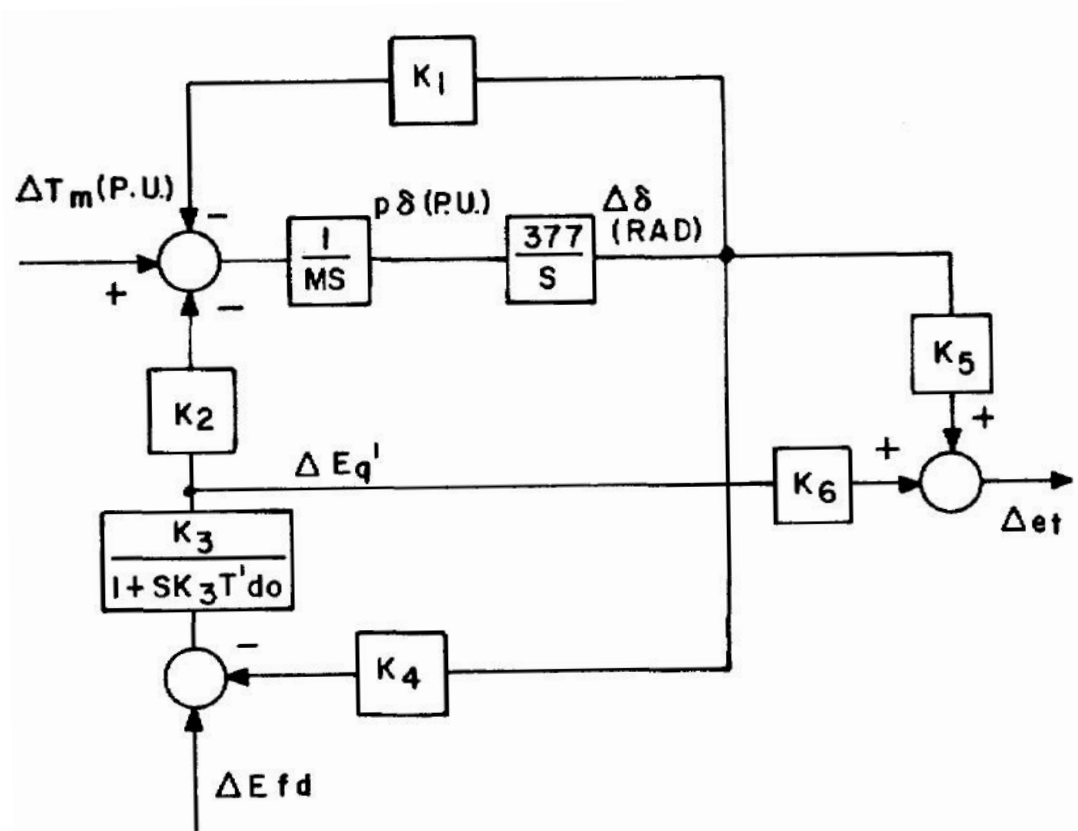 K1
ΔTm(P.U.)
-
pδ(P.U.)
Δδ
(RAD)
1
MS
377
S
+
-
K5
K2
+
ΔEq'
+
K6
Δet
K3
1+SK3T'do
-
K4
ΔEfd